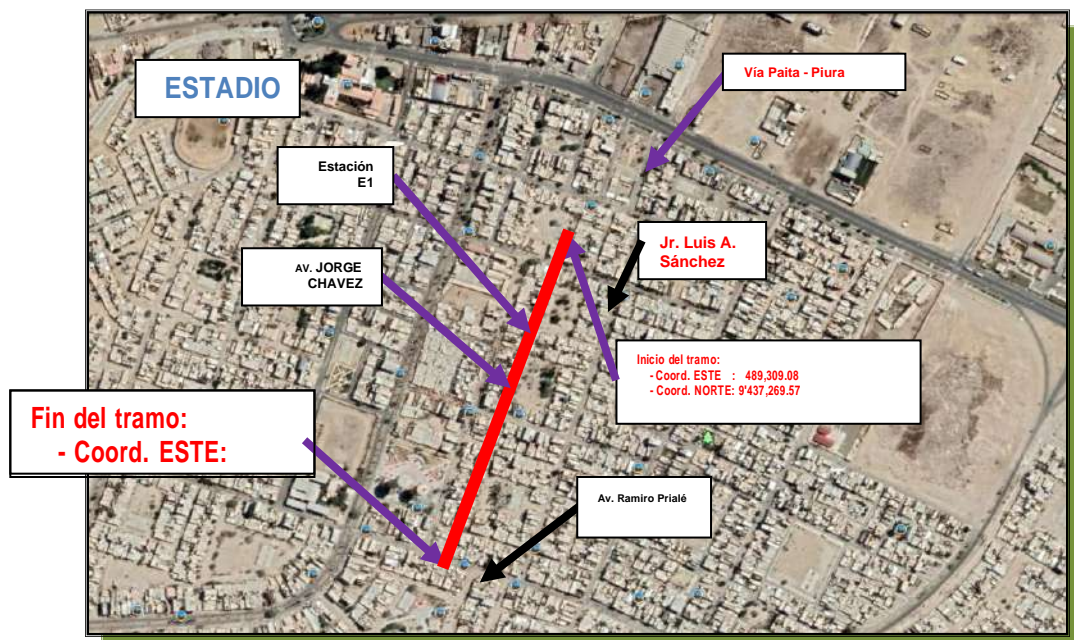 ESTADIO
Vía Paita - Piura
Estación
E1
Jr. Luis A.
Sánchez
AV. JORGE
CHAVEZ
Inicio del tramo:
- Coord. ESTE : 489,309.08
- Coord. NORTE: 9'437,269.57
Fin del tramo:
- Coord. ESTE:
Av. Ramiro Prialé